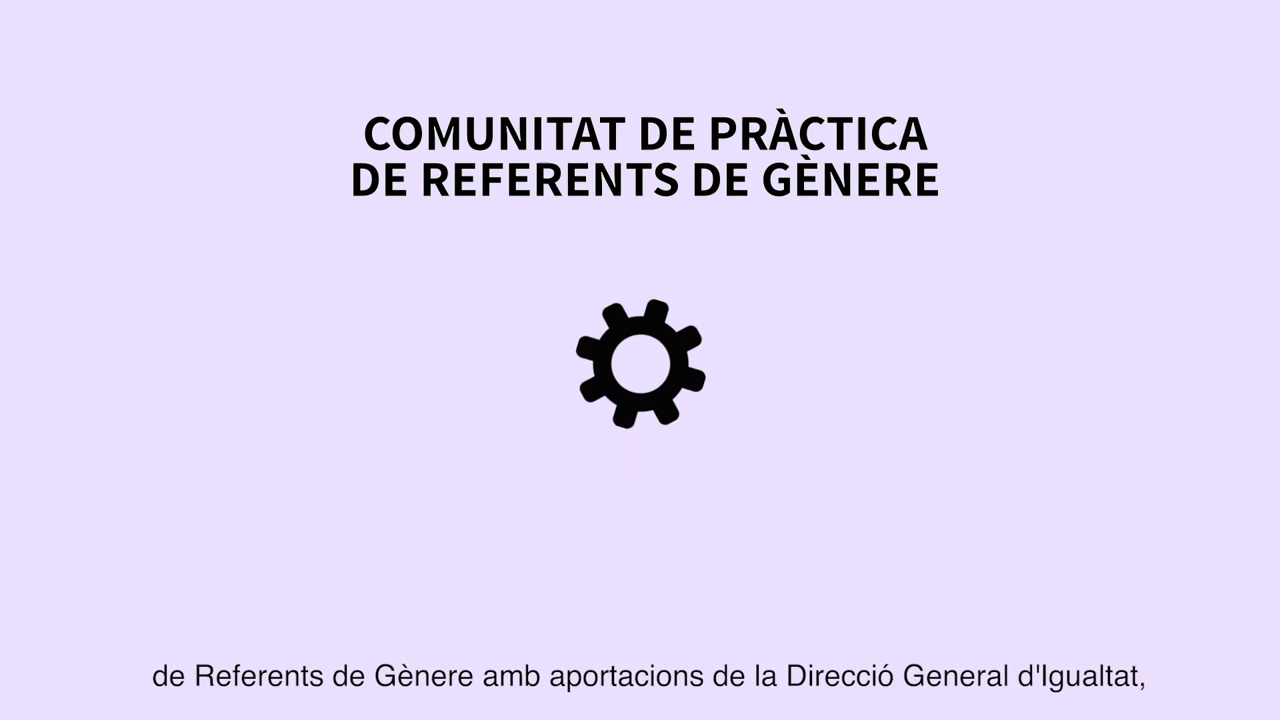 COMUNITAT DE PRÀCTICA
DE REFERENTS DE GÈNERE
de Referents de Gènere amb aportacions de la Direcció General d'Igualtat,